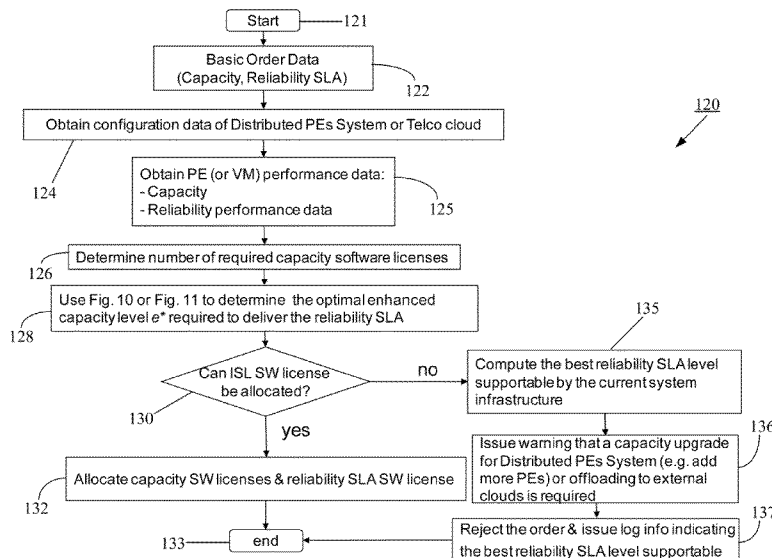 Start
121
Basic Order Data
(Capacity, Reliability SLA)
122
Obtain configuration data of Distributed PEs System or Telco cloud
120
124
Obtain PE (or VM) performance data:
- Capacity
- Reliability performance data
125
Determine number of required capacity software licenses
126
Use Fig. 10 or Fig. 11 to determine the optimal enhanced
capacity level e* required to deliver the reliability SLA
128
135
Can ISL SW license
be allocated?
130
no
Compute the best reliability SLA level
supportable by the current system
infrastructure
yes
136
Issue warning that a capacity upgrade
for Distributed PEs System (e.g. add
more PEs) or offloading to external
clouds is required
Allocate capacity SW licenses & reliability SLA SW license
132
137
133
end
Reject the order & issue log info indicating
the best reliability SLA level supportable